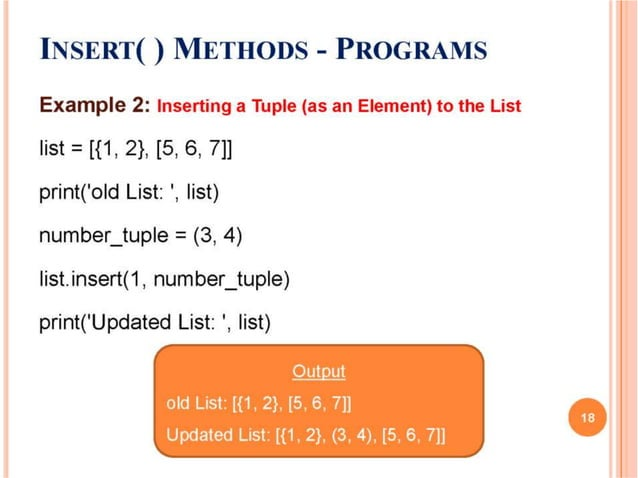 INSERT( ) METHODS - PROGRAMS
Example 2: Inserting a Tuple (as an Element) to the List
list = [{1, 2}, [5, 6, 7]]
print('old List: ', list)
number_tuple = (3, 4)
list.insert(1, number_tuple)
print('Updated List: ', list)
Output
old List: [{1, 2}, [5, 6, 7]]
Updated List: [{1, 2}, (3, 4), [5, 6, 7]]
18